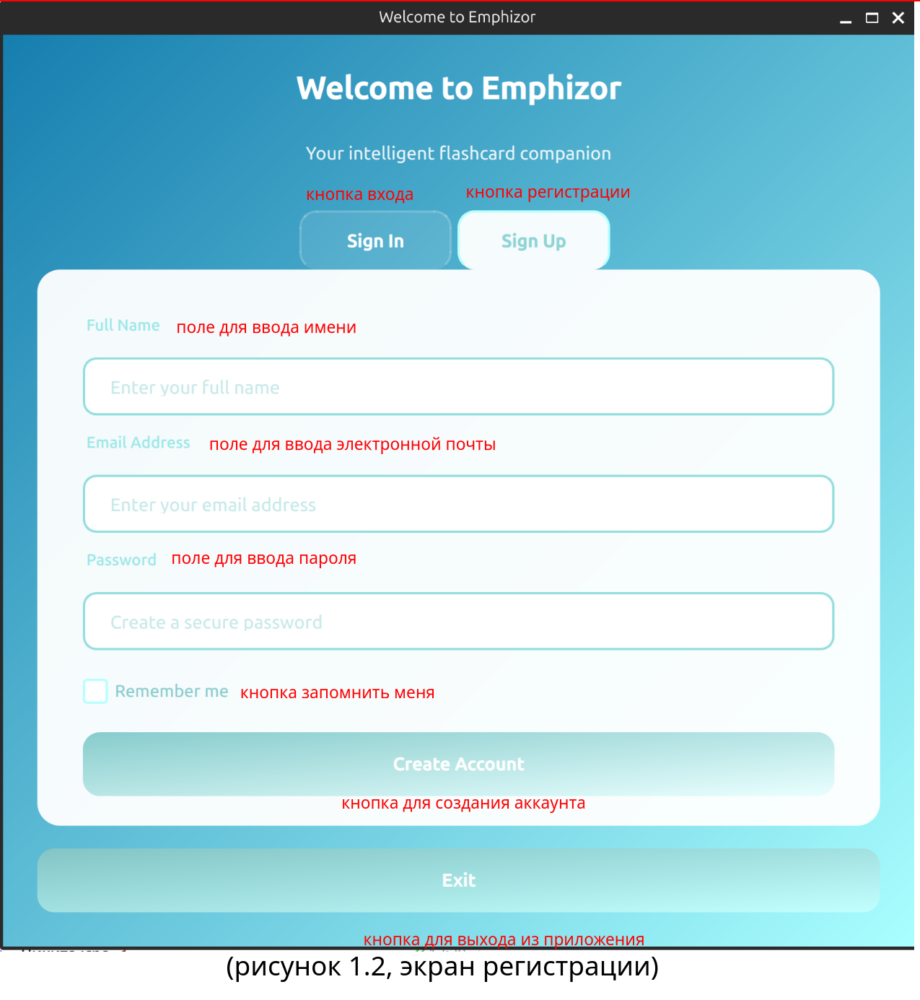 Welcome to Emphizor
Welcome to Emphizor
Your intelligent flashcard companion
кнопка входа
кнопка регистрации
Sign In
Sign Up
Full Name
поле для ввода имени
Enter your full name
Email Address
поле для ввода электронной почты
Enter your email address
Password
поле для ввода пароля
Create a secure password
Remember me
кнопка запомнить меня
Create Account
кнопка для создания аккаунта
Exit
кнопка для выхода из приложения
(рисунок 1.2, экран регистрации)